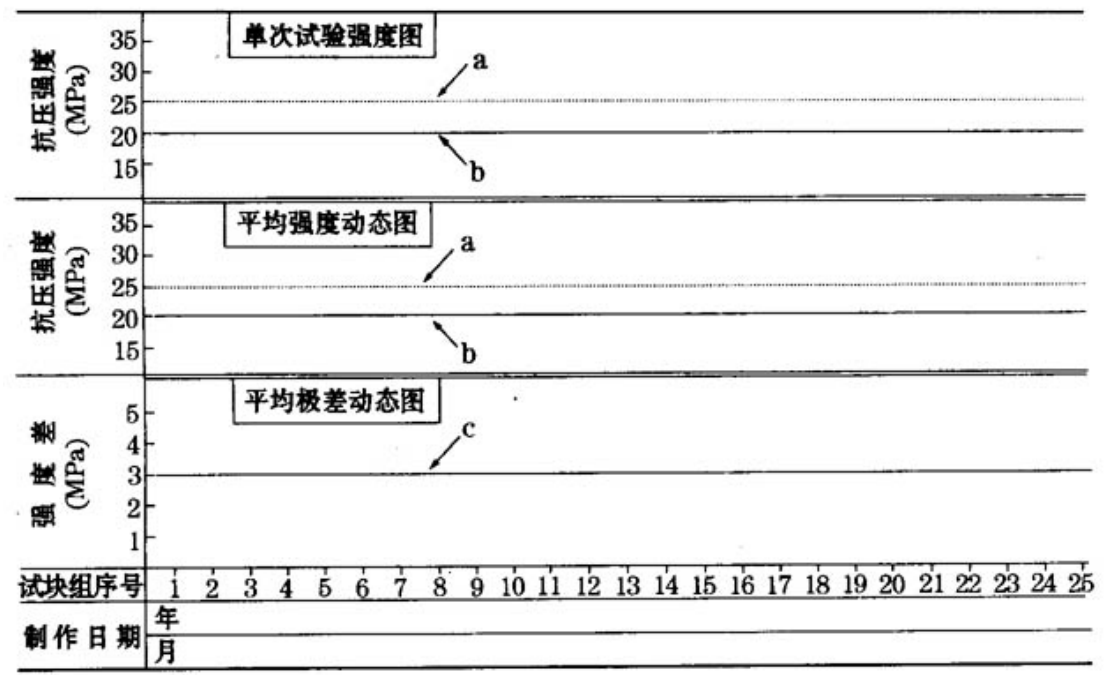 单次试验强度图
抗压强度
(MPa)
35
30
25
20
15
a
b
平均强度动态图
抗压强度
(MPa)
35
30
25
20
15
a
b
平均极差动态图
强度差
(MPa)
5
4
3
2
1
c
试块组序号 1 2 3 4 5 6 7 8 9 10 11 12 13 14 15 16 17 18 19 20 21 22 23 24 25
制作日期
年
月